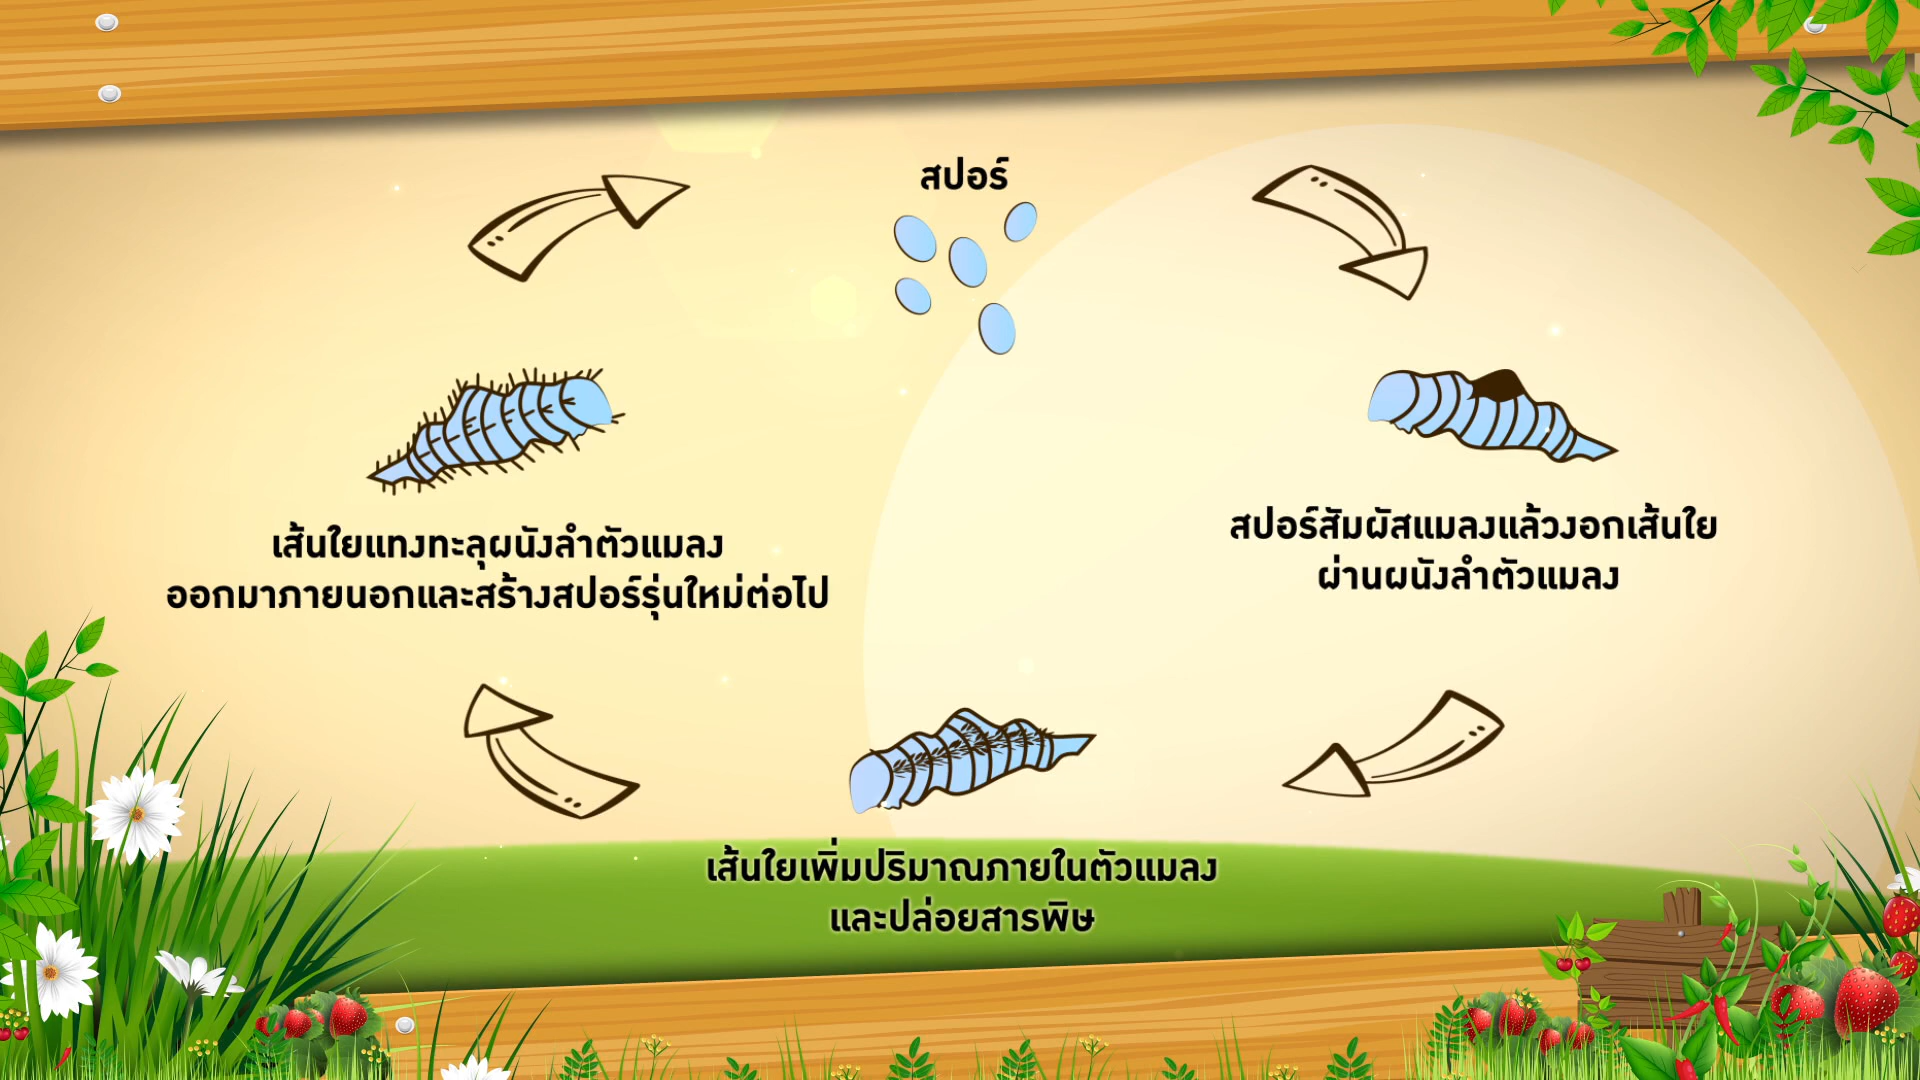 สปอร์
สปอร์สัมผัสแมลงแล้วงอกเส้นใย
ผ่านผนังลำตัวแมลง
เส้นใยเพิ่มปริมาณภายในตัวแมลง
และปล่อยสารพิษ
เส้นใยแทงทะลุผนังลำตัวแมลง
ออกมาภายนอกและสร้างสปอร์รุ่นใหม่ต่อไป